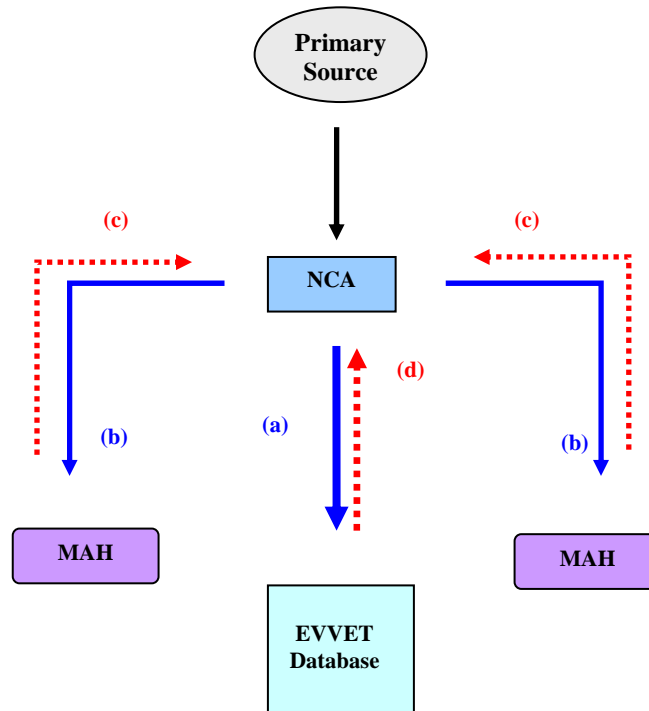 Primary
Source
(c)
(c)
NCA
(d)
(a)
(b)
(b)
MAH
MAH
EVVET
Database